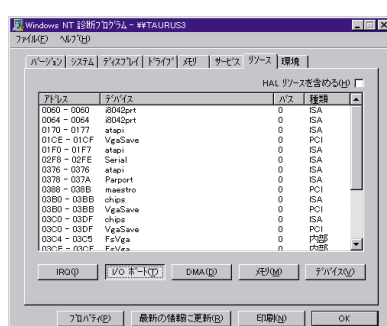 Windows NT 診断ﾌﾟﾛｸﾞﾗﾑ - ¥¥TAURUS3
ﾌｧｲﾙ(F) ﾍﾙﾌﾟ(H)
ﾊﾞｰｼﾞｮﾝ システム ﾃﾞｨｽﾌﾟﾚｲ ﾄﾞﾗｲﾌﾞ ﾒﾓﾘ サービス リソース 環境
HAL リソースを含める(H)
アドレス デバイス バス 種類
0060 - 0060 i8042prt 0 ISA
0064 - 0064 i8042prt 0 ISA
0170 - 0177 atapi 0 ISA
01CE - 01CF VgaSave 0 PCI
01F0 - 01F7 atapi 0 ISA
02F8 - 02FE Serial 0 ISA
0376 - 0376 atapi 0 ISA
0378 - 037A Parport 0 ISA
0388 - 038B maestro 0 PCI
03B0 - 03BB chips 0 ISA
03B0 - 03BB VgaSave 0 PCI
03C0 - 03DF chips 0 ISA
03C0 - 03DF VgaSave 0 PCI
03C4 - 03C5 FsVga 0 内部
03CE - 03CF FsVga 0 内部
IRQ(I) I/O ﾎﾟｰﾄ(T) DMA(D) ﾒﾓﾘ(M) ﾃﾞﾊﾞｲｽ(V)
ﾌﾟﾛﾊﾟﾃｨ(P) 最新の情報に更新(R) 印刷(N) OK